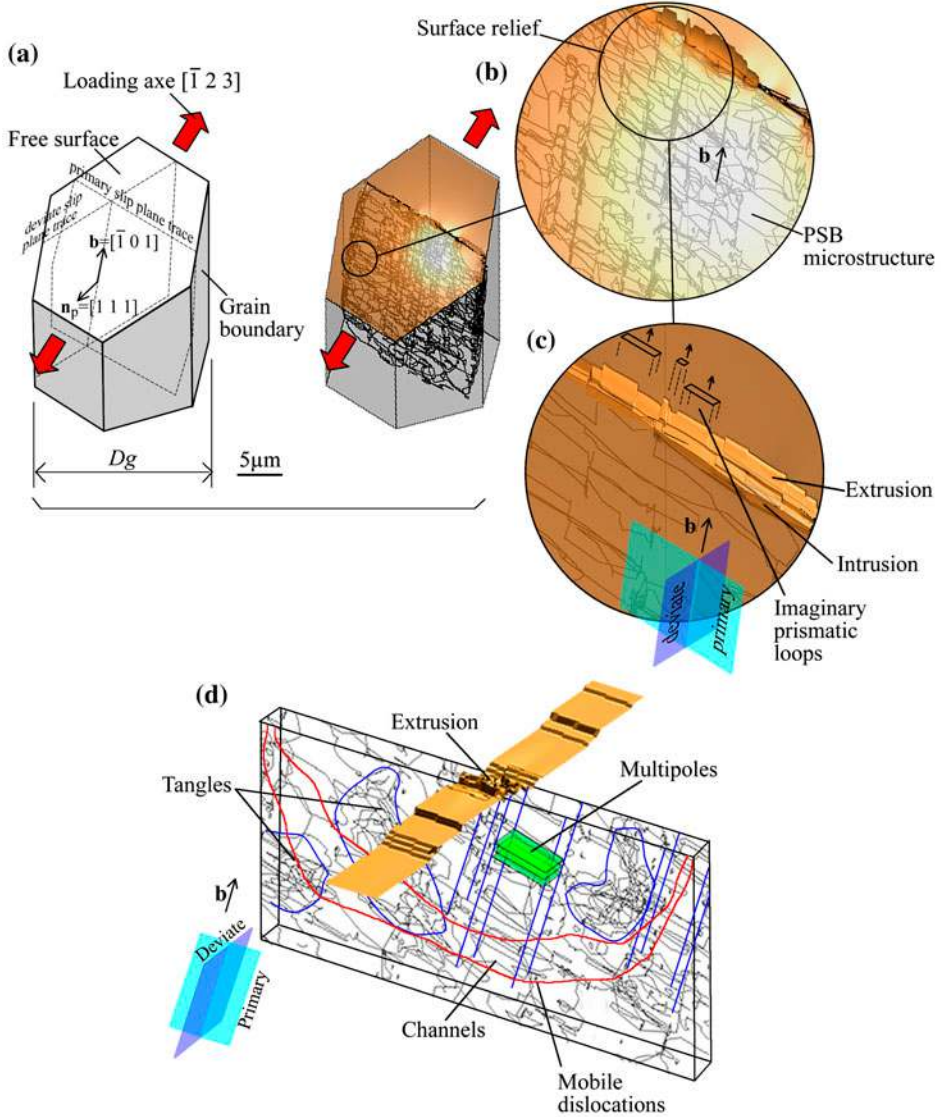 (a)
Loading axe [1̄ 2 3]
Free surface
primary slip plane trace
deviate slip
plane trace
b=[1̄ 0 1]
nₚ=[1 1 1]
Grain
boundary
Dg
5µm
Surface relief
(b)
b
PSB
microstructure
(c)
Extrusion
b
Intrusion
deviate
primary
Imaginary
prismatic
loops
(d)
Extrusion
Multipoles
Tangles
b
Deviate
Primary
Channels
Mobile
dislocations